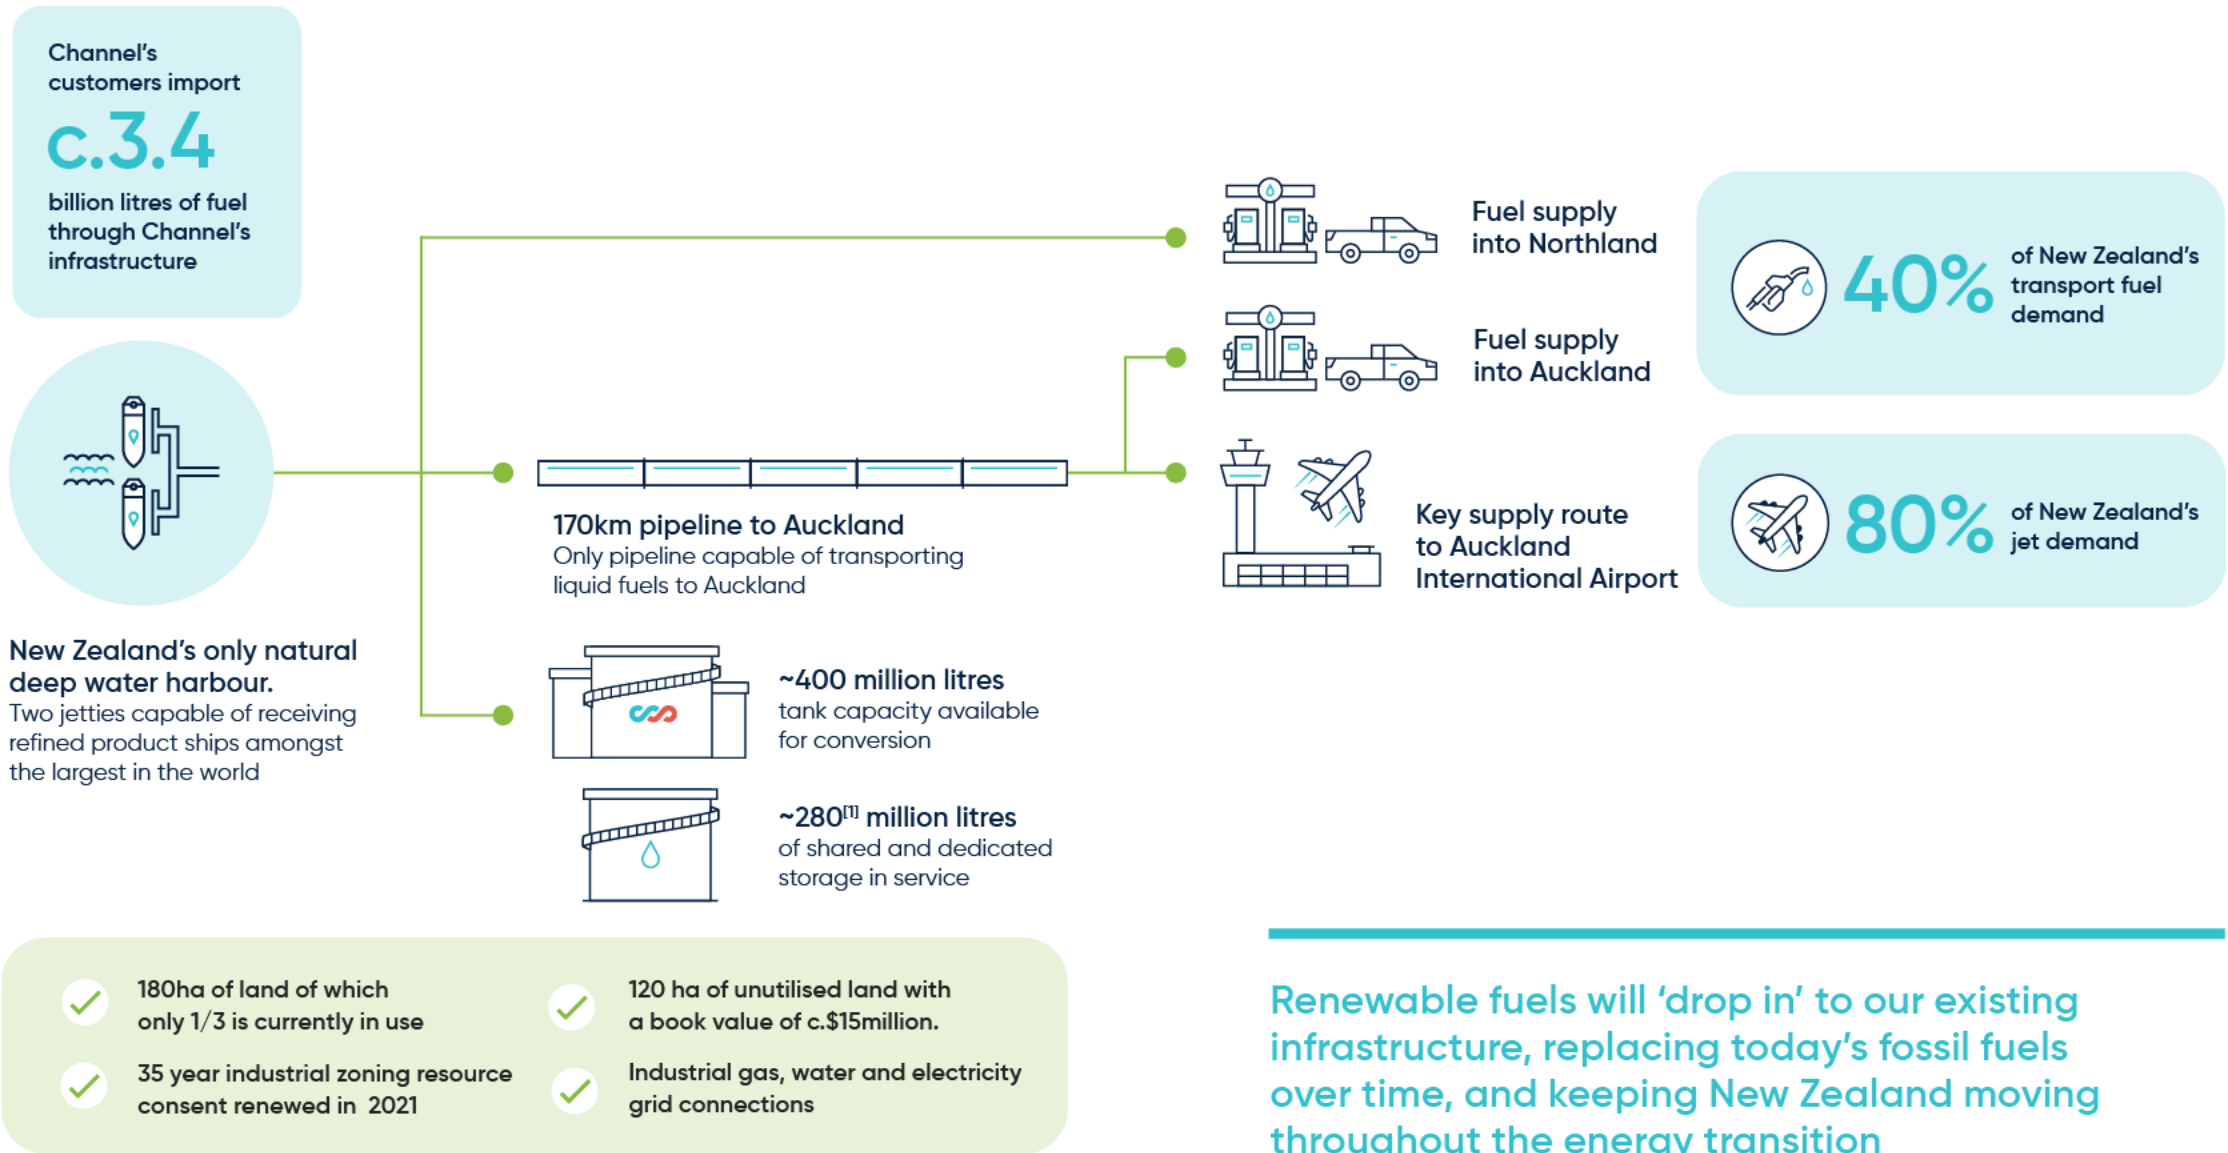 Channel's
customers import
c.3.4
billion litres of fuel
through Channel's
infrastructure
New Zealand's only natural
deep water harbour.
Two jetties capable of receiving
refined product ships amongst
the largest in the world
170km pipeline to Auckland
Only pipeline capable of transporting
liquid fuels to Auckland
~400 million litres
tank capacity available
for conversion
~280[1] million litres
of shared and dedicated
storage in service
Fuel supply
into Northland
Fuel supply
into Auckland
Key supply route
to Auckland
International Airport
40%
of New Zealand's
transport fuel
demand
80%
of New Zealand's
jet demand
180ha of land of which
only 1/3 is currently in use
35 year industrial zoning resource
consent renewed in 2021
120 ha of unutilised land with
a book value of c.$15million.
Industrial gas, water and electricity
grid connections
Renewable fuels will 'drop in' to our existing
infrastructure, replacing today's fossil fuels
over time, and keeping New Zealand moving
throughout the energy transition